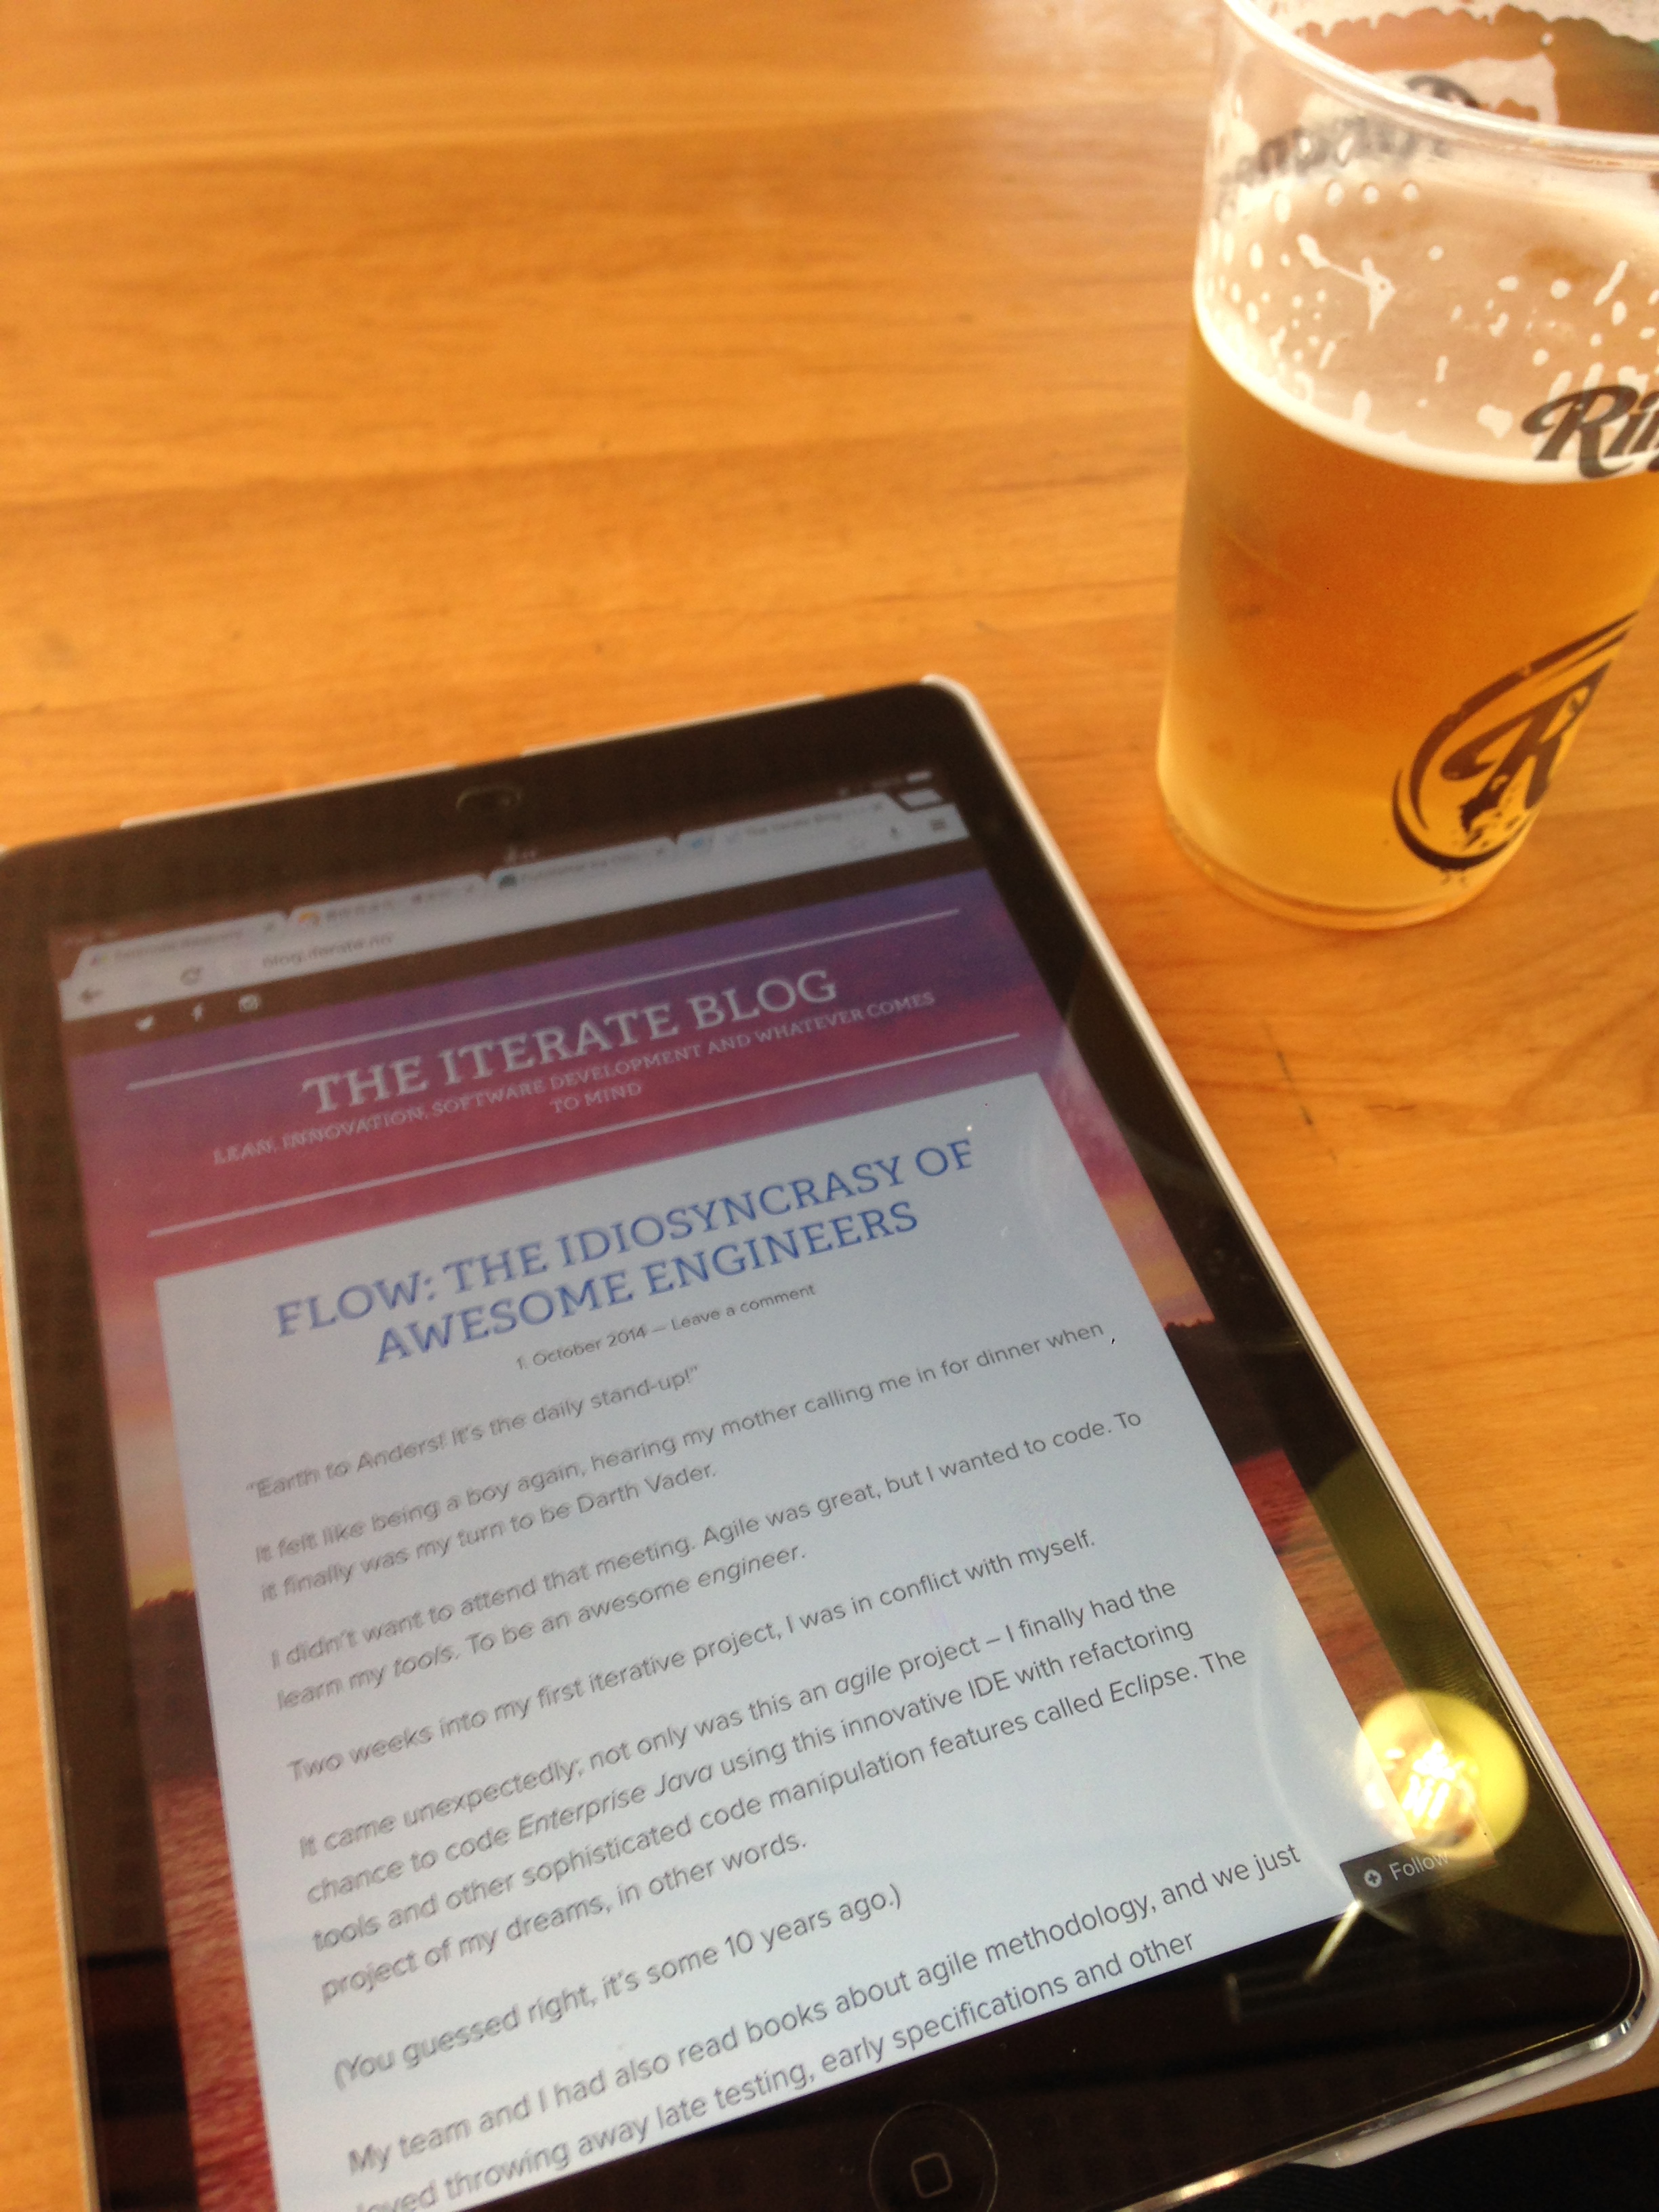 blog.iterate.no
THE ITERATE BLOG
LEAN, INNOVATION, SOFTWARE DEVELOPMENT AND WHATEVER COMES
TO MIND
FLOW: THE IDIOSYNCRASY OF
AWESOME ENGINEERS
1. October 2014 – Leave a comment
"Earth to Anders! It's the daily stand-up!"
It felt like being a boy again, hearing my mother calling me in for dinner when
it finally was my turn to be Darth Vader.
I didn't want to attend that meeting. Agile was great, but I wanted to code. To
learn my tools. To be an awesome engineer.
Two weeks into my first iterative project, I was in conflict with myself.
It came unexpectedly; not only was this an agile project – I finally had the
chance to code Enterprise Java using this innovative IDE with refactoring
tools and other sophisticated code manipulation features called Eclipse. The
project of my dreams, in other words.
(You guessed right, it's some 10 years ago.)
My team and I had also read books about agile methodology, and we just
loved throwing away late testing, early specifications and other
Follow
R